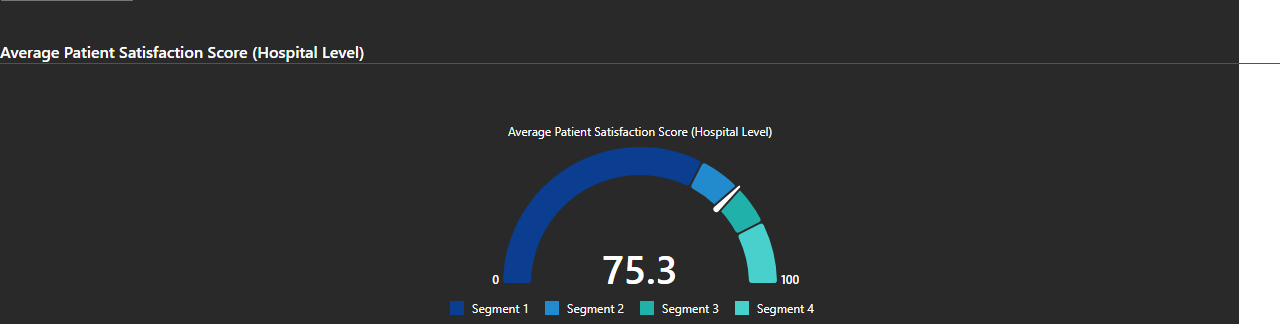 Average Patient Satisfaction Score (Hospital Level)
Average Patient Satisfaction Score (Hospital Level)
75.3
0
100
Segment 1
Segment 2
Segment 3
Segment 4